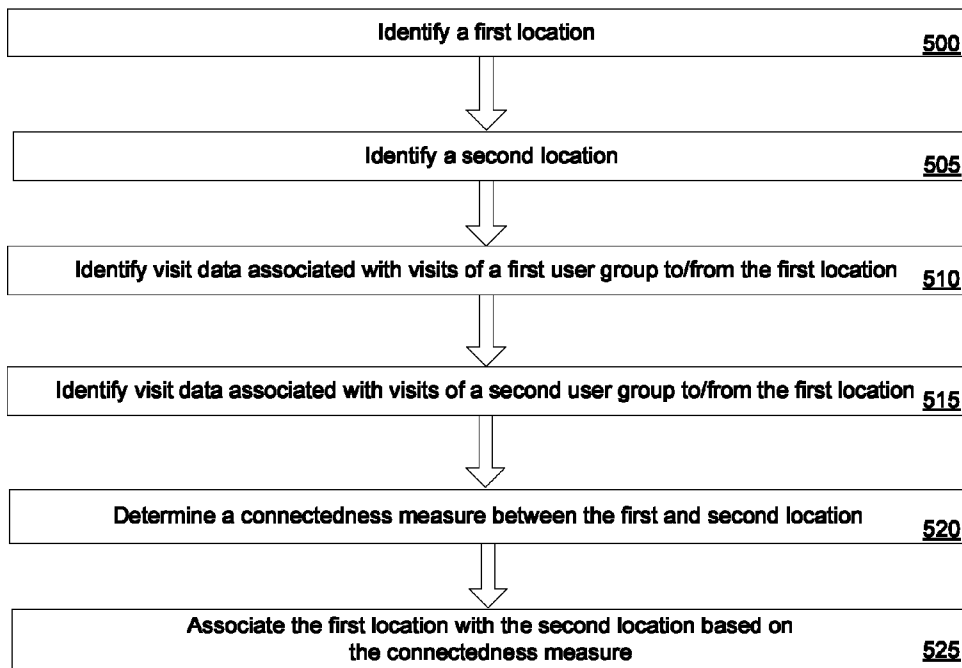 Identify a first location
500
Identify a second location
505
Identify visit data associated with visits of a first user group to/from the first location
510
Identify visit data associated with visits of a second user group to/from the first location
515
Determine a connectedness measure between the first and second location
520
Associate the first location with the second location based on
the connectedness measure
525